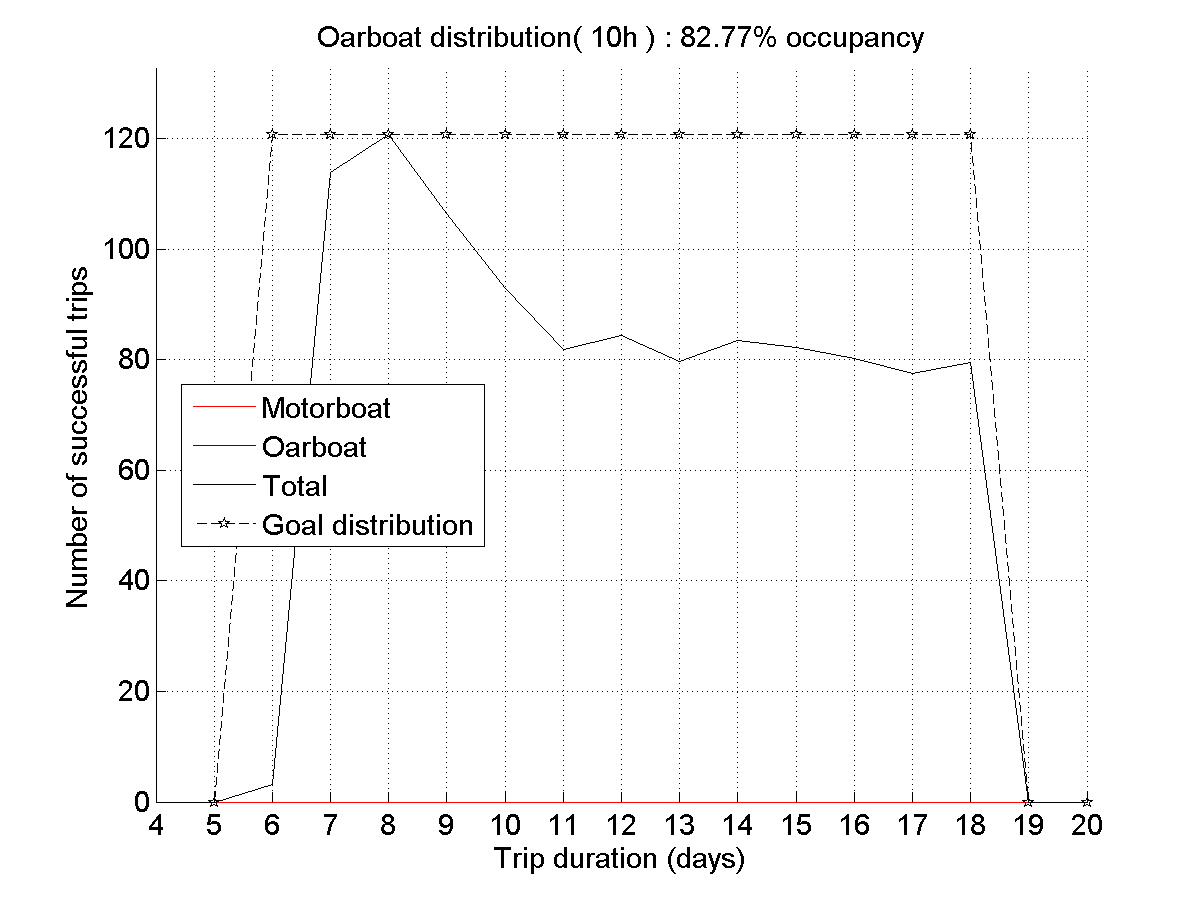 Oarboat distribution( 10h ) : 82.77% occupancy
Number of successful trips
120
100
80
60
40
20
0
Motorboat
Oarboat
Total
Goal distribution
4 5 6 7 8 9 10 11 12 13 14 15 16 17 18 19 20
Trip duration (days)